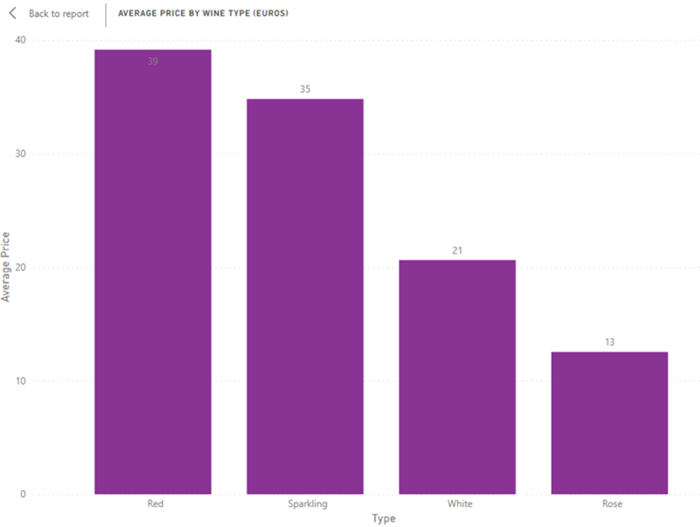 Back to report
AVERAGE PRICE BY WINE TYPE (EUROS)
40
30
20
10
0
Average Price
39
35
21
13
Red
Sparkling
White
Rose
Type